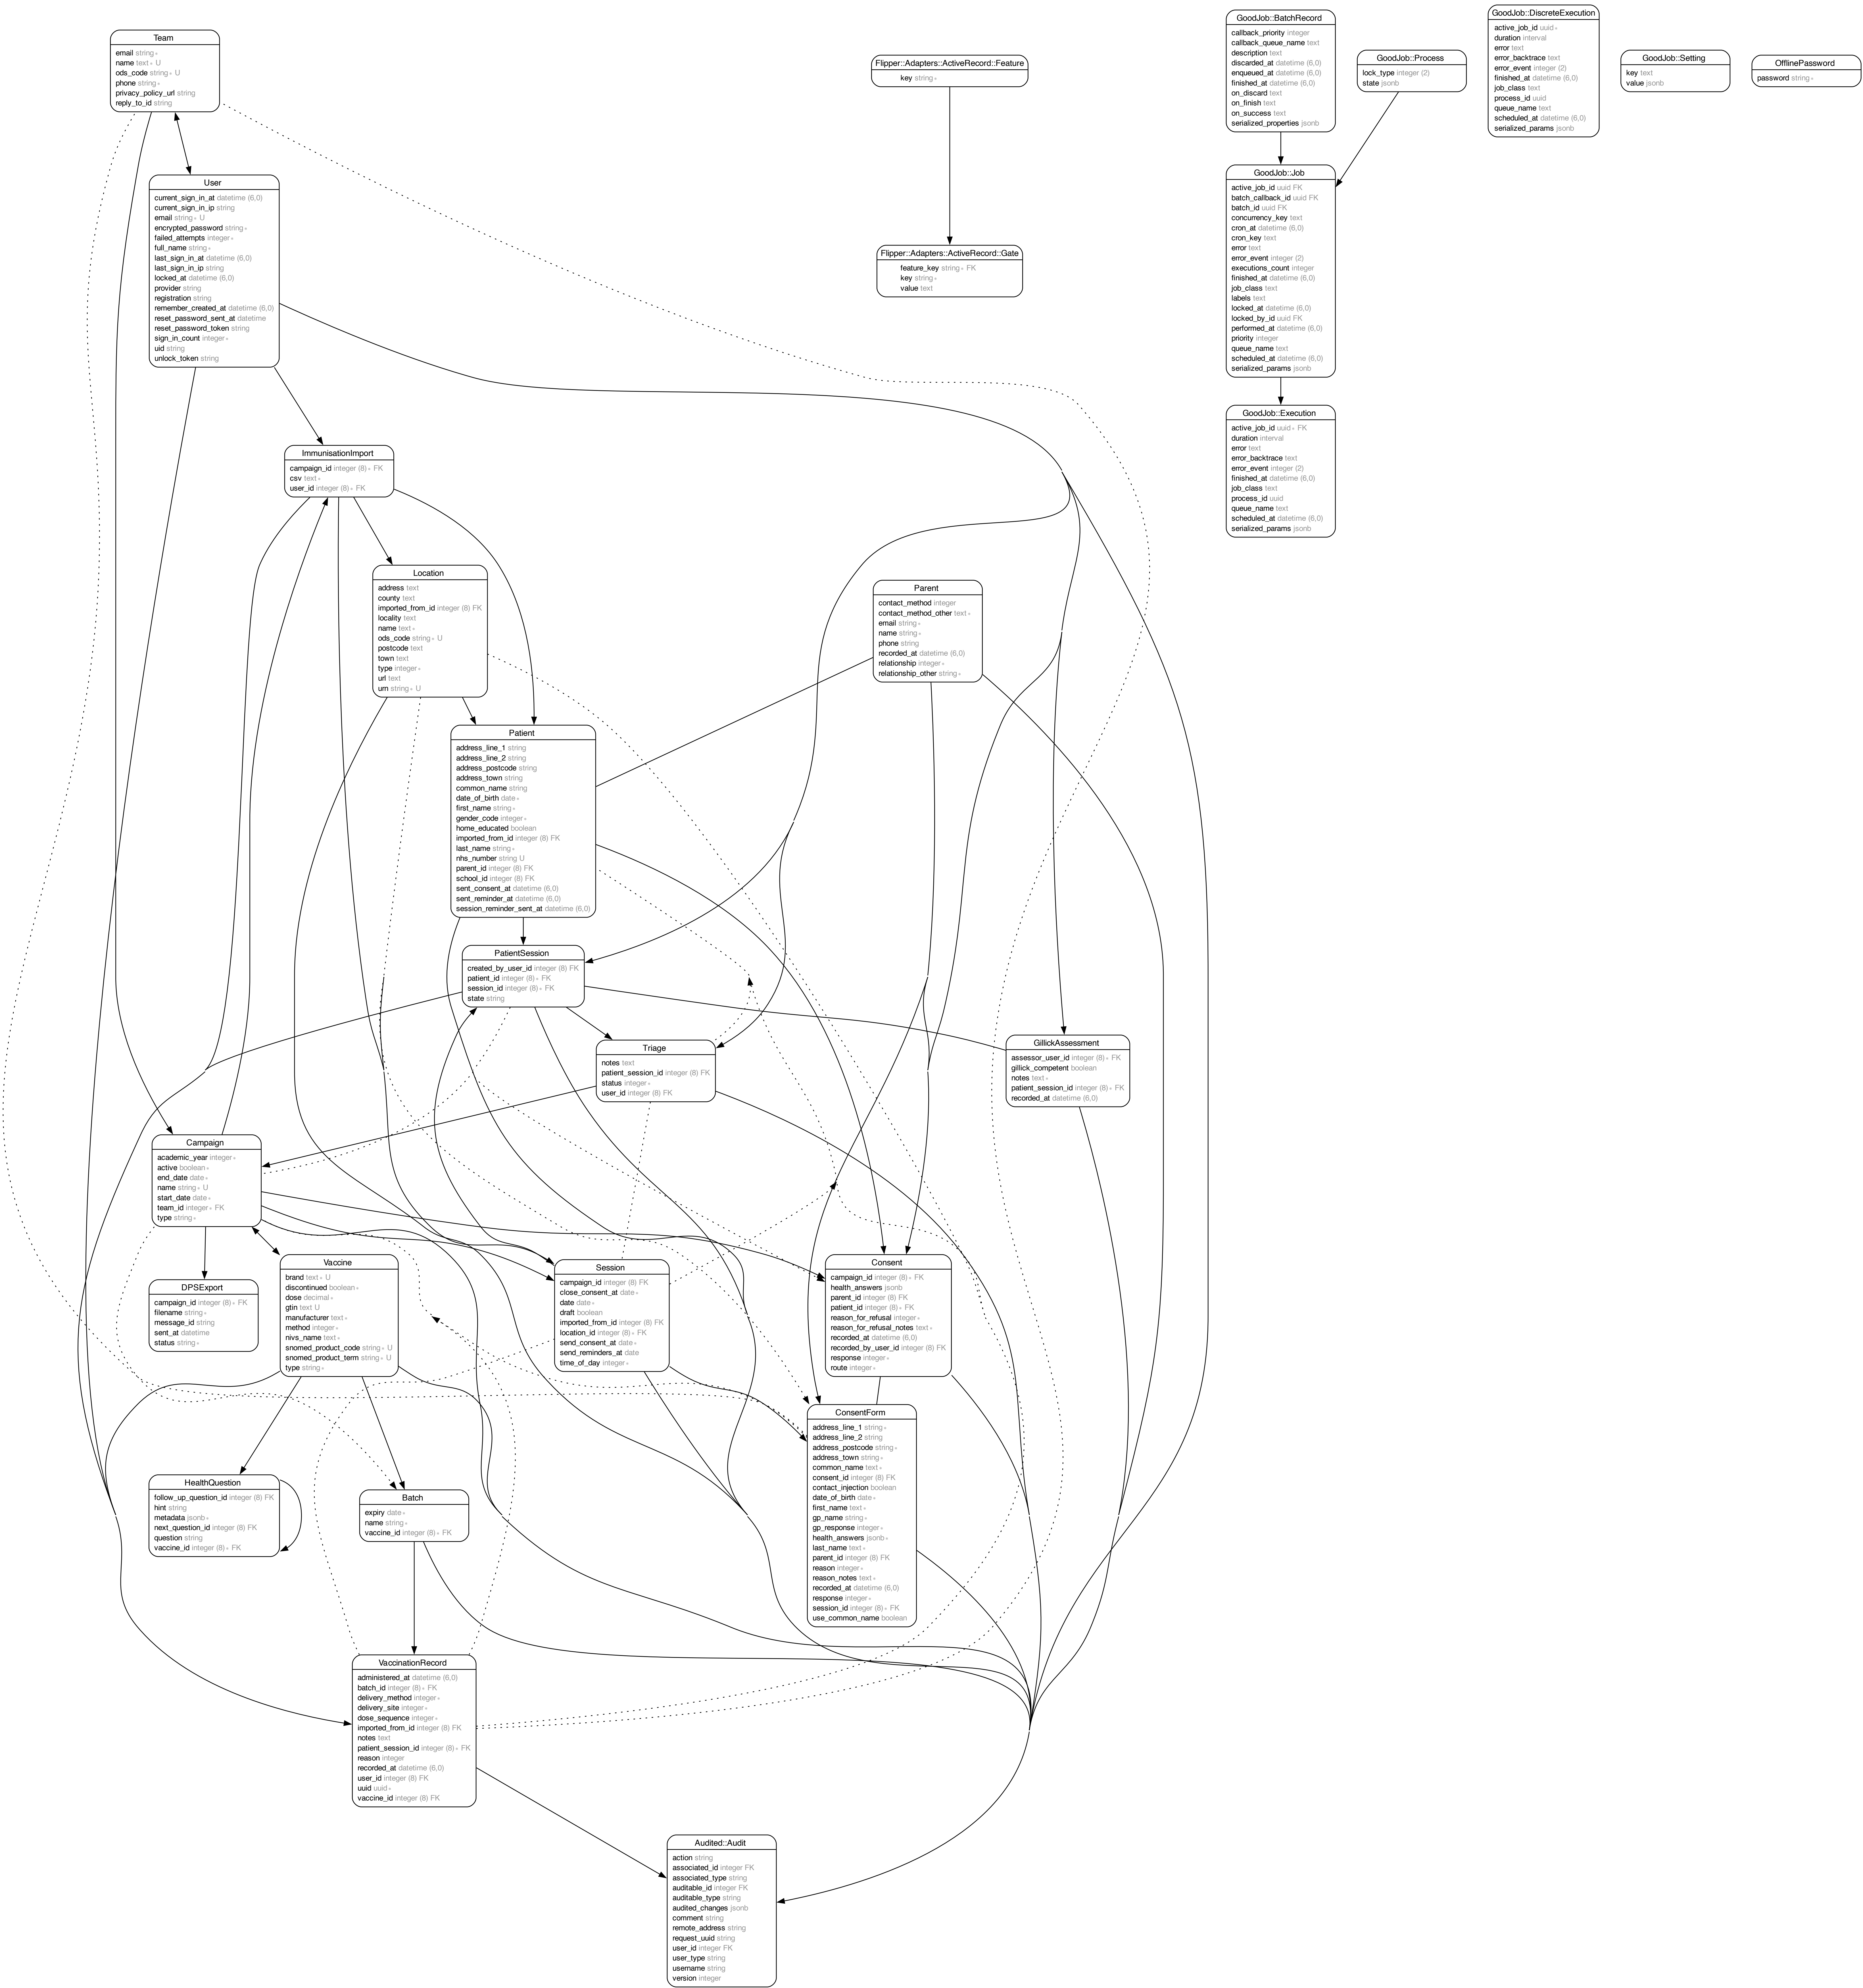 Team
email string ∗
name text ∗ U
ods_code string ∗ U
phone string ∗
privacy_policy_url string
reply_to_id string
Flipper::Adapters::ActiveRecord::Feature
key string ∗
GoodJob::BatchRecord
callback_priority integer
callback_queue_name text
description text
discarded_at datetime (6,0)
enqueued_at datetime (6,0)
finished_at datetime (6,0)
on_discard text
on_finish text
on_success text
serialized_properties jsonb
GoodJob::Process
lock_type integer (2)
state jsonb
GoodJob::DiscreteExecution
active_job_id uuid ∗
duration interval
error text
error_backtrace text
error_event integer (2)
finished_at datetime (6,0)
job_class text
process_id uuid
queue_name text
scheduled_at datetime (6,0)
serialized_params jsonb
GoodJob::Setting
key text
value jsonb
OfflinePassword
password string ∗
User
current_sign_in_at datetime (6,0)
current_sign_in_ip string
email string ∗ U
encrypted_password string ∗
failed_attempts integer ∗
full_name string ∗
last_sign_in_at datetime (6,0)
last_sign_in_ip string
locked_at datetime (6,0)
provider string
registration string
remember_created_at datetime (6,0)
reset_password_sent_at datetime
reset_password_token string
sign_in_count integer ∗
uid string
unlock_token string
Flipper::Adapters::ActiveRecord::Gate
feature_key string ∗ FK
key string ∗
value text
GoodJob::Job
active_job_id uuid FK
batch_callback_id uuid FK
batch_id uuid FK
concurrency_key text
cron_at datetime (6,0)
cron_key text
error text
error_event integer (2)
executions_count integer
finished_at datetime (6,0)
job_class text
labels text
locked_at datetime (6,0)
locked_by_id uuid FK
performed_at datetime (6,0)
priority integer
queue_name text
scheduled_at datetime (6,0)
serialized_params jsonb
GoodJob::Execution
active_job_id uuid ∗ FK
duration interval
error text
error_backtrace text
error_event integer (2)
finished_at datetime (6,0)
job_class text
process_id uuid
queue_name text
scheduled_at datetime (6,0)
serialized_params jsonb
ImmunisationImport
campaign_id integer (8) ∗ FK
csv text ∗
user_id integer (8) ∗ FK
Location
address text
county text
imported_from_id integer (8) FK
locality text
name text ∗
ods_code string ∗ U
postcode text
town text
type integer ∗
url text
urn string ∗ U
Parent
contact_method integer
contact_method_other text ∗
email string ∗
name string ∗
phone string
recorded_at datetime (6,0)
relationship integer ∗
relationship_other string ∗
Patient
address_line_1 string
address_line_2 string
address_postcode string
address_town string
common_name string
date_of_birth date ∗
first_name string ∗
gender_code integer ∗
home_educated boolean
imported_from_id integer (8) FK
last_name string ∗
nhs_number string U
parent_id integer (8) FK
school_id integer (8) FK
sent_consent_at datetime (6,0)
sent_reminder_at datetime (6,0)
session_reminder_sent_at datetime (6,0)
PatientSession
created_by_user_id integer (8) FK
patient_id integer (8) ∗ FK
session_id integer (8) ∗ FK
state string
Triage
notes text
patient_session_id integer (8) FK
status integer ∗
user_id integer (8) FK
GillickAssessment
assessor_user_id integer (8) ∗ FK
gillick_competent boolean
notes text ∗
patient_session_id integer (8) ∗ FK
recorded_at datetime (6,0)
Campaign
academic_year integer ∗
active boolean ∗
end_date date ∗
name string ∗ U
start_date date ∗
team_id integer ∗ FK
type string ∗
DPSExport
campaign_id integer (8) ∗ FK
filename string ∗
message_id string
sent_at datetime
status string ∗
Vaccine
brand text ∗ U
discontinued boolean ∗
dose decimal ∗
gtin text U
manufacturer text ∗
method integer ∗
nivs_name text ∗
snomed_product_code string ∗ U
snomed_product_term string ∗ U
type string ∗
Session
campaign_id integer (8) FK
close_consent_at date ∗
date date ∗
draft boolean
imported_from_id integer (8) FK
location_id integer (8) ∗ FK
send_consent_at date ∗
send_reminders_at date
time_of_day integer ∗
Consent
campaign_id integer (8) ∗ FK
health_answers jsonb
parent_id integer (8) FK
patient_id integer (8) ∗ FK
reason_for_refusal integer ∗
reason_for_refusal_notes text ∗
recorded_at datetime (6,0)
recorded_by_user_id integer (8) FK
response integer ∗
route integer ∗
ConsentForm
address_line_1 string ∗
address_line_2 string
address_postcode string ∗
address_town string ∗
common_name text ∗
consent_id integer (8) FK
contact_injection boolean
date_of_birth date ∗
first_name text ∗
gp_name string ∗
gp_response integer ∗
health_answers jsonb ∗
last_name text ∗
parent_id integer (8) FK
reason integer ∗
reason_notes text ∗
recorded_at datetime (6,0)
response integer ∗
session_id integer (8) ∗ FK
use_common_name boolean
HealthQuestion
follow_up_question_id integer (8) FK
hint string
metadata jsonb ∗
next_question_id integer (8) FK
question string
vaccine_id integer (8) ∗ FK
Batch
expiry date ∗
name string ∗
vaccine_id integer (8) ∗ FK
VaccinationRecord
administered_at datetime (6,0)
batch_id integer (8) ∗ FK
delivery_method integer ∗
delivery_site integer ∗
dose_sequence integer ∗
imported_from_id integer (8) FK
notes text
patient_session_id integer (8) ∗ FK
reason integer
recorded_at datetime (6,0)
user_id integer (8) FK
uuid uuid ∗
vaccine_id integer (8) FK
Audited::Audit
action string
associated_id integer FK
associated_type string
auditable_id integer FK
auditable_type string
audited_changes jsonb
comment string
remote_address string
request_uuid string
user_id integer FK
user_type string
username string
version integer